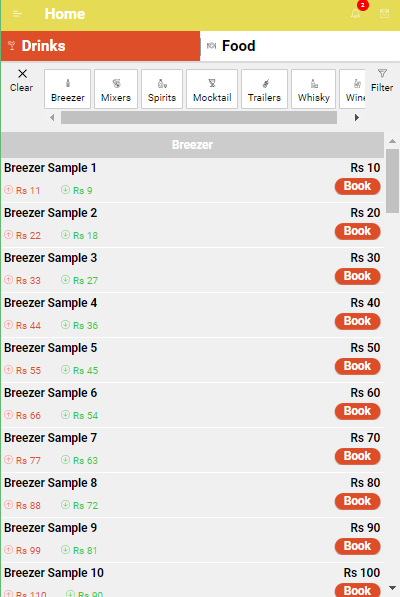 Home 2
Drinks Food
Clear Breezer Mixers Spirits Mocktail Trailers Whisky Wine Filter
Breezer
Breezer Sample 1 Rs 10
Rs 11 Rs 9 Book
Breezer Sample 2 Rs 20
Rs 22 Rs 18 Book
Breezer Sample 3 Rs 30
Rs 33 Rs 27 Book
Breezer Sample 4 Rs 40
Rs 44 Rs 36 Book
Breezer Sample 5 Rs 50
Rs 55 Rs 45 Book
Breezer Sample 6 Rs 60
Rs 66 Rs 54 Book
Breezer Sample 7 Rs 70
Rs 77 Rs 63 Book
Breezer Sample 8 Rs 80
Rs 88 Rs 72 Book
Breezer Sample 9 Rs 90
Rs 99 Rs 81 Book
Breezer Sample 10 Rs 100
Rs 110 Rs 90 Book